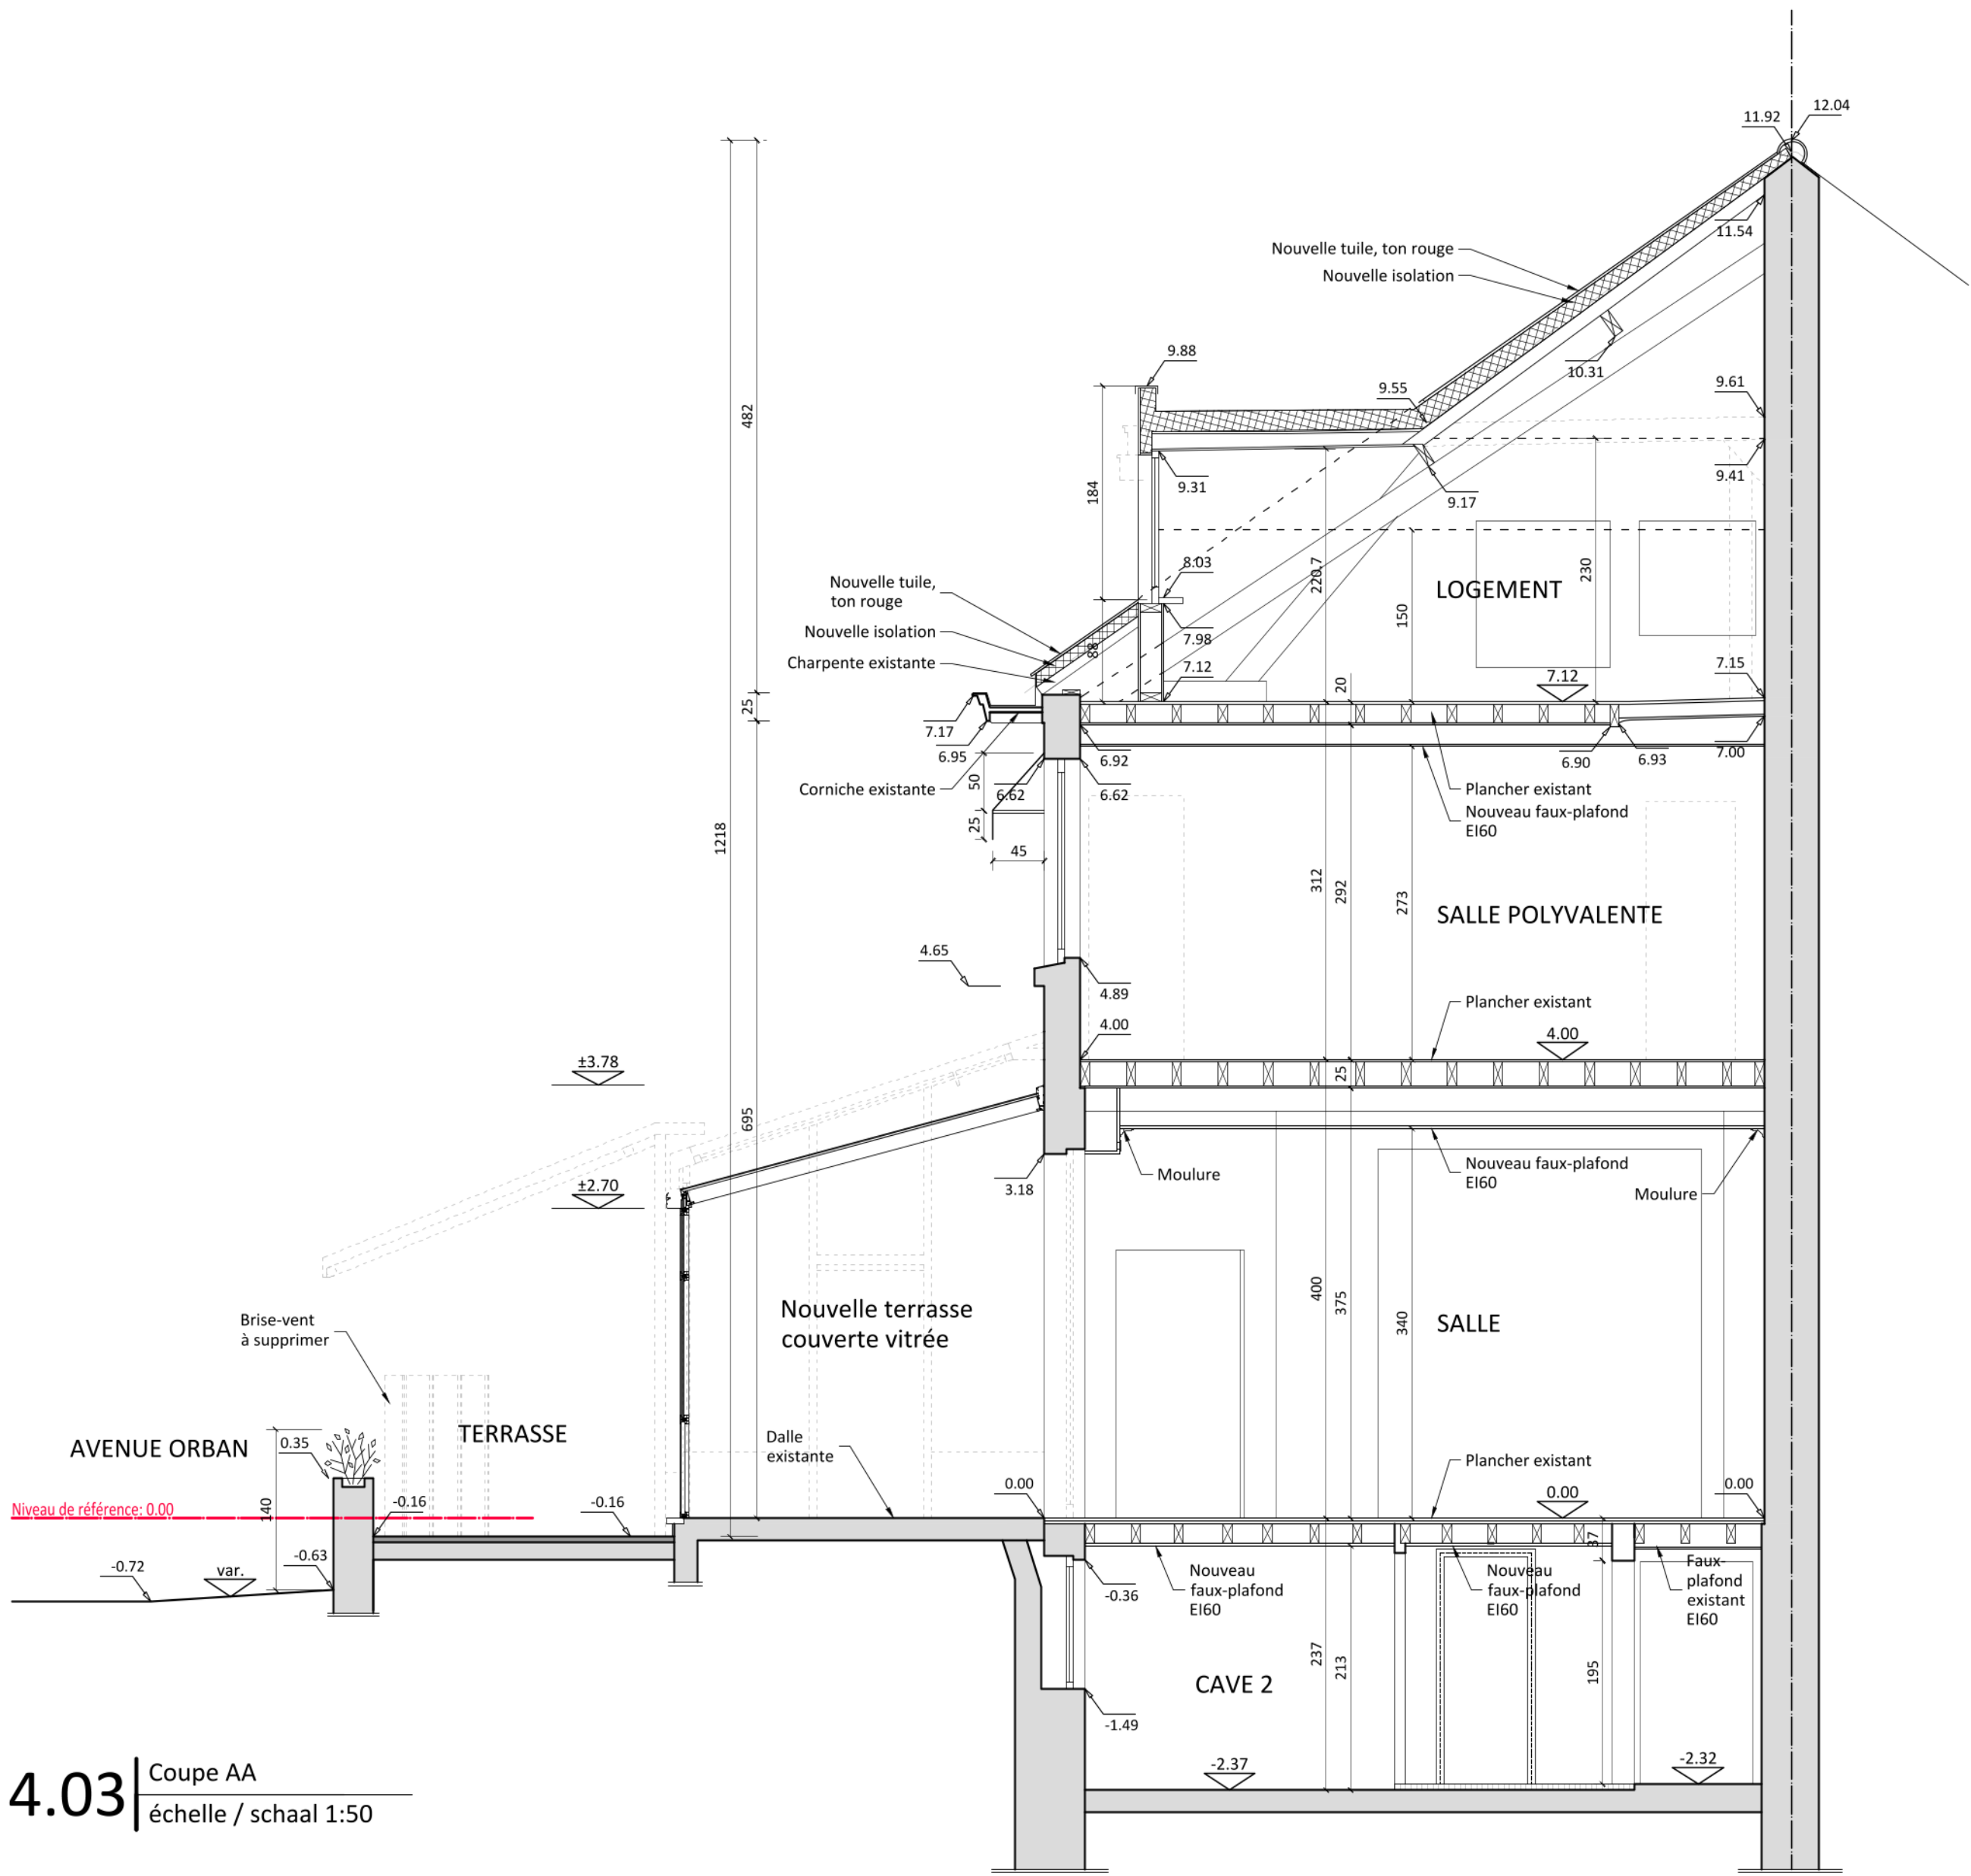 12.04
11.92
11.54
Nouvelle tuile, ton rouge
Nouvelle isolation
10.31
9.88
9.55
9.61
482
9.41
9.31
9.17
184
8.03
220,7
230
LOGEMENT
150
Nouvelle tuile,
ton rouge
Nouvelle isolation
Charpente existante
88
7.98
7.12
7.12
7.15
20
25
7.17
6.95
6.92
6.90
6.93
7.00
50
6.62
6.62
Corniche existante
Plancher existant
Nouveau faux-plafond
EI60
25
45
1218
312
292
273
SALLE POLYVALENTE
4.65
4.89
Plancher existant
4.00
4.00
±3.78
25
695
±2.70
3.18
Moulure
Nouveau faux-plafond
EI60
Moulure
400
375
340
SALLE
Nouvelle terrasse
couverte vitrée
Brise-vent
à supprimer
AVENUE ORBAN
0.35
TERRASSE
Dalle
existante
Plancher existant
0.00
0.00
0.00
Niveau de référence: 0.00
140
-0.16
-0.16
-0.63
-0.72
var.
37
-0.36
Nouveau
faux-plafond
EI60
Nouveau
faux-plafond
EI60
Faux-
plafond
existant
EI60
237
213
195
CAVE 2
-1.49
-2.37
-2.32
4.03
Coupe AA
échelle / schaal 1:50